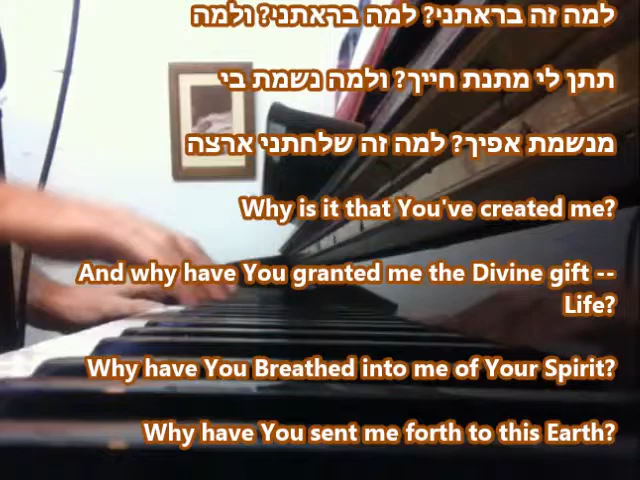 למה זה בראתני? למה בראתני? ולמה
תתן לי מתנת חייך? ולמה נשמת בי
מנשמת אפיך? למה זה שלחתני ארצה
Why is it that You've created me?
And why have You granted me the Divine gift --
Life?
Why have You Breathed into me of Your Spirit?
Why have You sent me forth to this Earth?